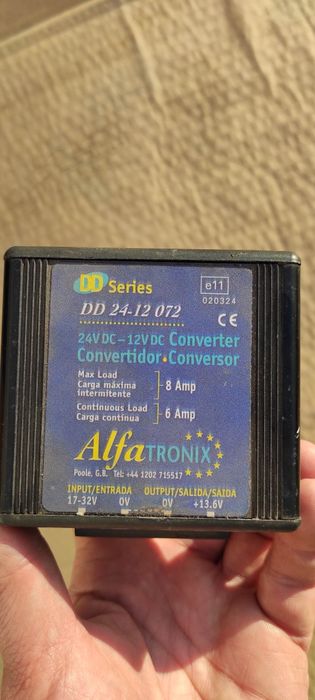 DD Series
e11
020324
DD 24-12 072
CE
24V DC - 12V DC Converter
Convertidor • Conversor
Max Load
Carga máxima
intermitente
8 Amp
Continuous Load
Carga contínua
6 Amp
AlfaTRONIX
Poole, G.B. Tel: +44 1202 715517
INPUT/ENTRADA OUTPUT/SALIDA/SAÍDA
17-32V 0V 0V +13.6V